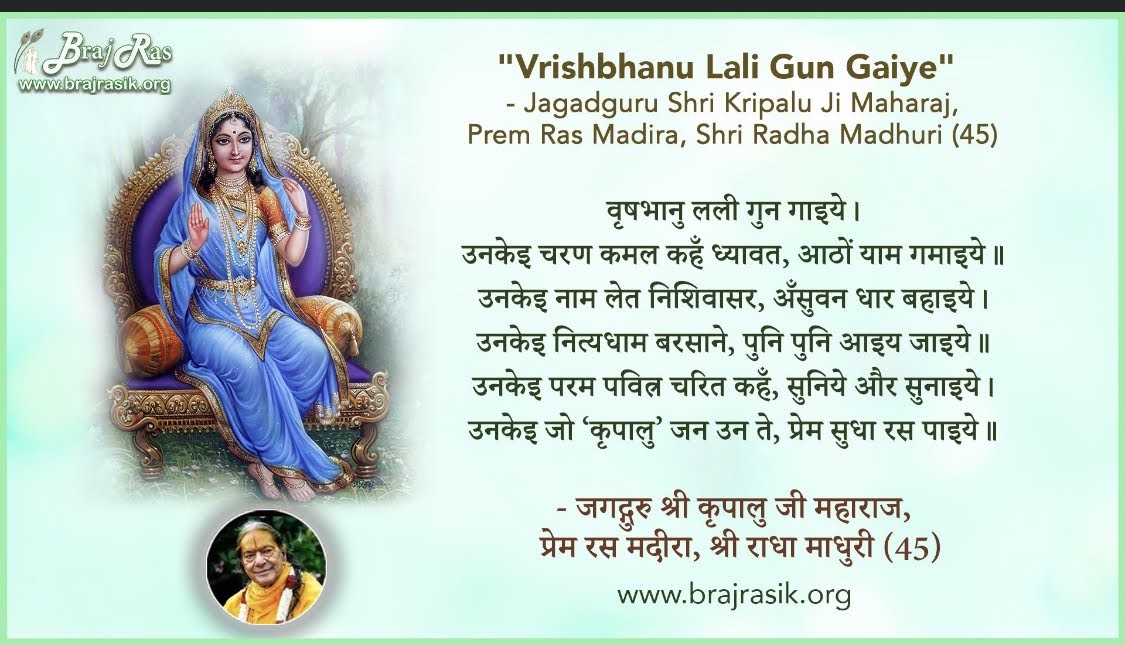 Braj Ras
www.brajrasik.org
"Vrishbhanu Lali Gun Gaiye"
- Jagadguru Shri Kripalu Ji Maharaj,
Prem Ras Madira, Shri Radha Madhuri (45)
वृषभानु लली गुन गाइये।
उनकेइ चरण कमल कहँ ध्यावत, आठों याम गमाइये॥
उनकेइ नाम लेत निशिवासर, अँसुवन धार बहाइये।
उनकेइ नित्यधाम बरसाने, पुनि पुनि आइय जाइये॥
उनकेइ परम पवित्र चरित कहँ, सुनिये और सुनाइये।
उनकेइ जो ‘कृपालु’ जन उन ते, प्रेम सुधा रस पाइये॥
- जगद्गुरु श्री कृपालु जी महाराज,
प्रेम रस मदीरा, श्री राधा माधुरी (45)
www.brajrasik.org